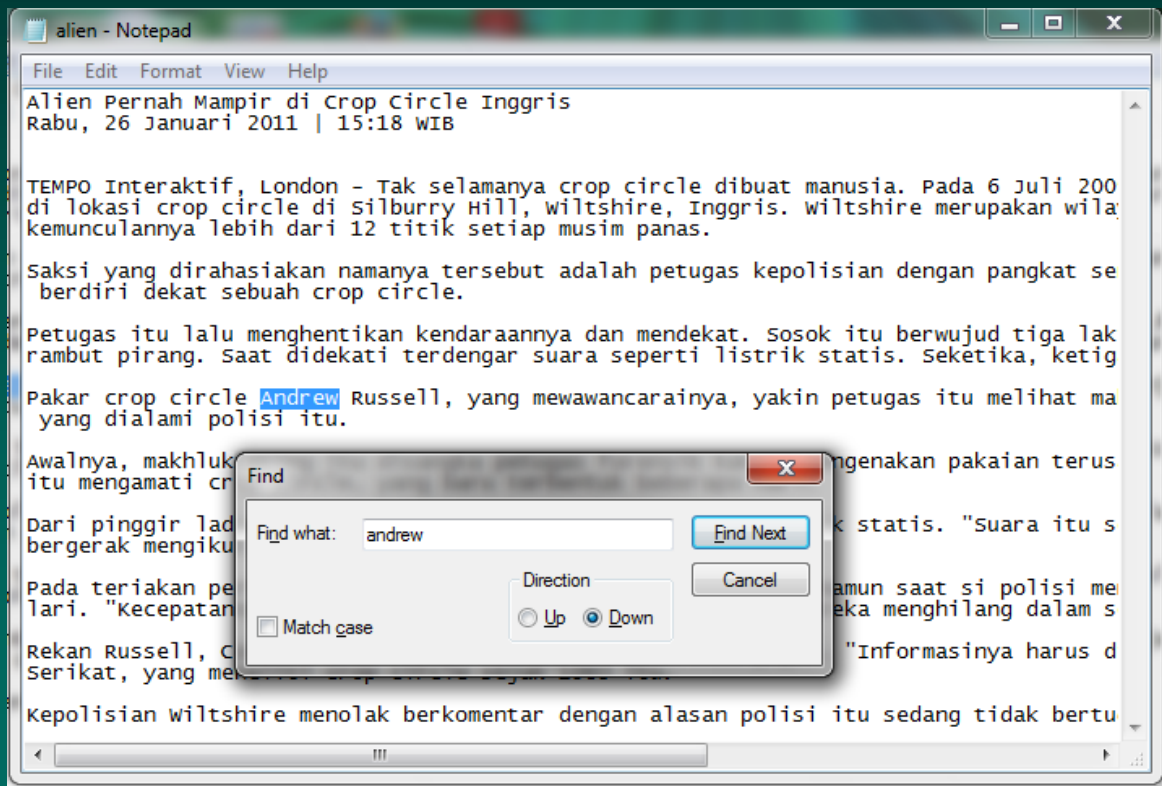 alien - Notepad
File Edit Format View Help
Alien Pernah Mampir di Crop Circle Inggris
Rabu, 26 Januari 2011 | 15:18 WIB
TEMPO Interaktif, London - Tak selamanya crop circle dibuat manusia. Pada 6 Juli 200
di lokasi crop circle di Silburry Hill, Wiltshire, Inggris. Wiltshire merupakan wila
kemunculannya lebih dari 12 titik setiap musim panas.
Saksi yang dirahasiakan namanya tersebut adalah petugas kepolisian dengan pangkat se
berdiri dekat sebuah crop circle.
Petugas itu lalu menghentikan kendaraannya dan mendekat. Sosok itu berwujud tiga lak
rambut pirang. Saat didekati terdengar suara seperti listrik statis. Seketika, ketig
Pakar crop circle Andrew Russell, yang mewawancarainya, yakin petugas itu melihat ma
yang dialami polisi itu.
Awalnya, makhluk ngenakan pakaian terus
itu mengamati cr
Dari pinggir lad k statis. "Suara itu s
bergerak mengiku
Pada teriakan pe amun saat si polisi me
lari. "Kecepatan eka menghilang dalam s
Rekan Russell, C "Informasinya harus d
Serikat, yang me
Kepolisian Wiltshire menolak berkomentar dengan alasan polisi itu sedang tidak bertu
Find
Find what: andrew Find Next
Direction Cancel
Match case Up Down